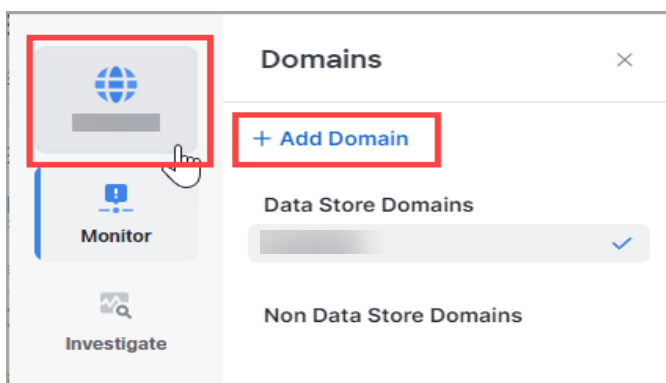 Domains
+ Add Domain
Data Store Domains
Monitor
Non Data Store Domains
Investigate